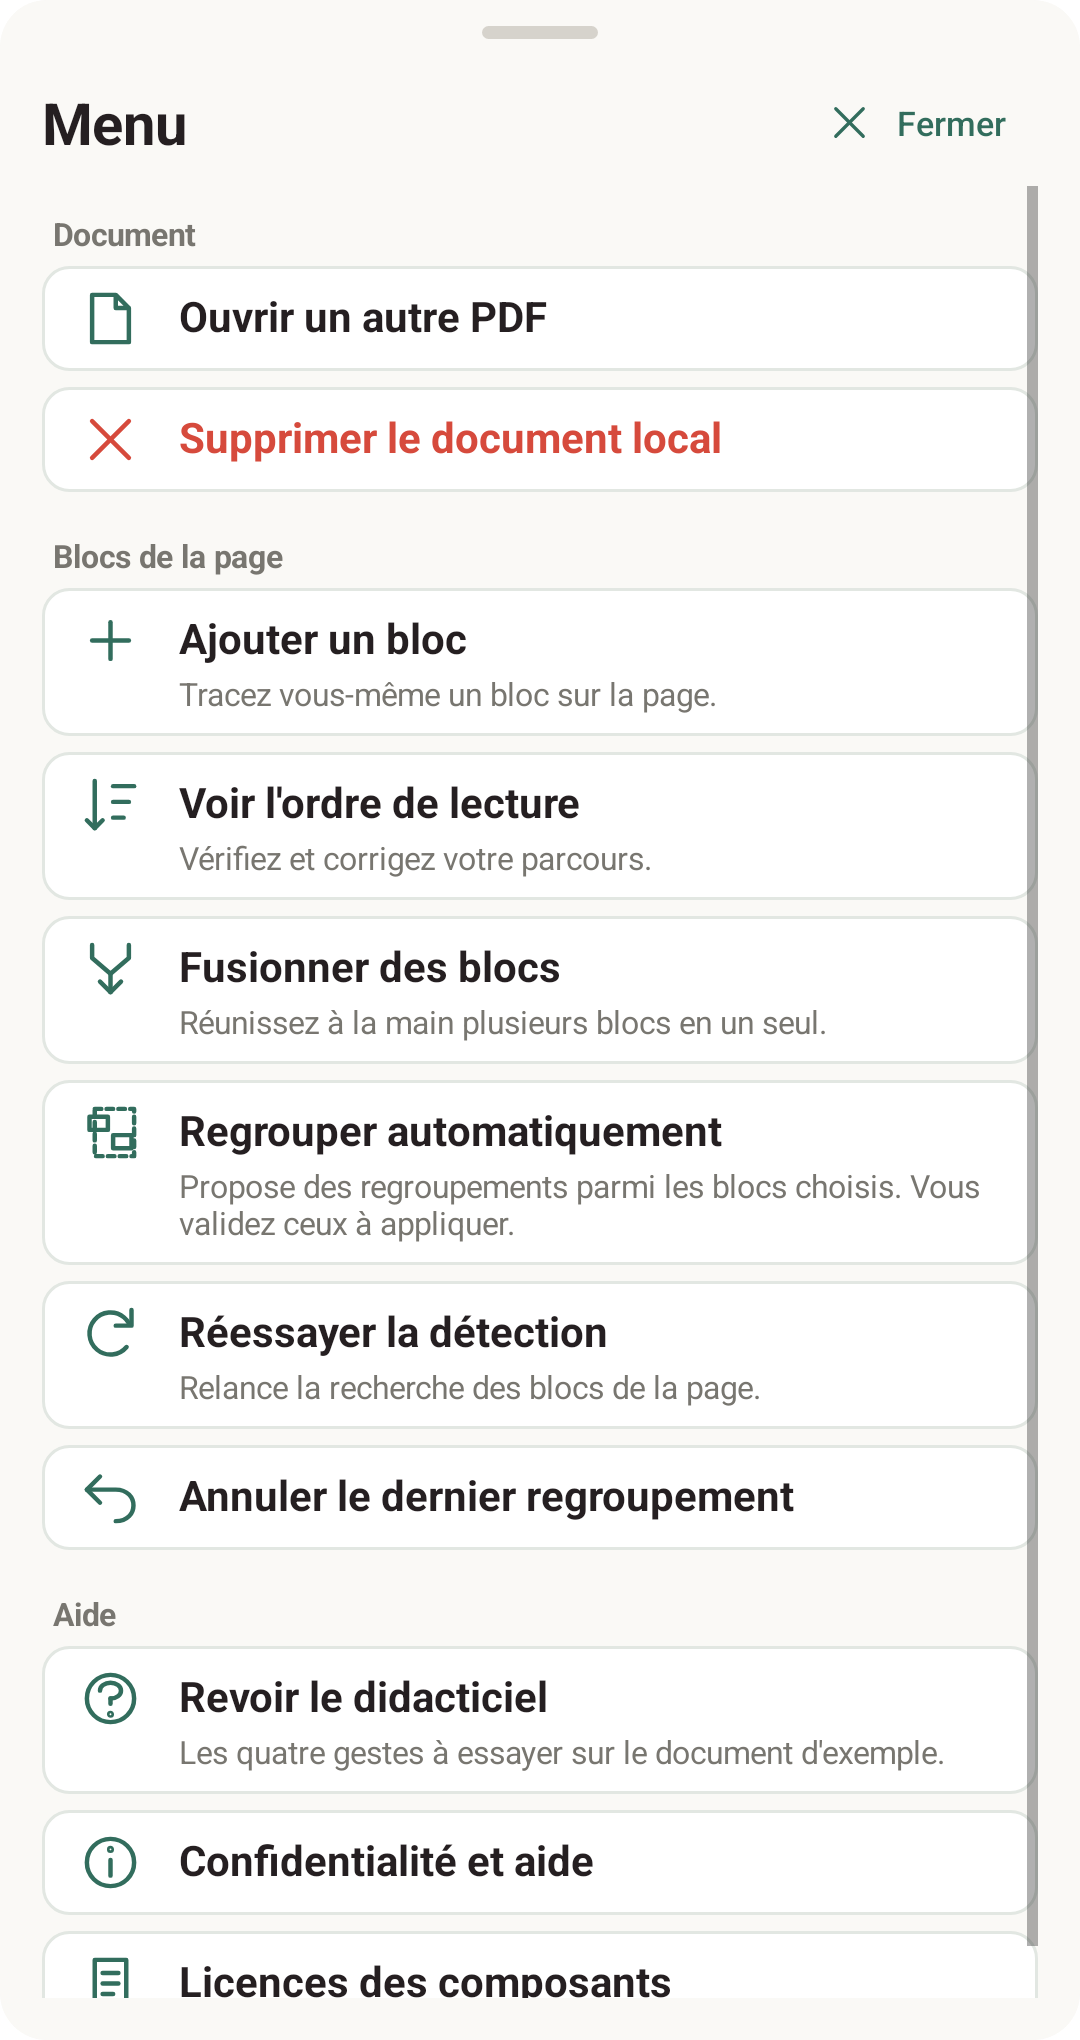 Menu
Fermer
Document
Ouvrir un autre PDF
Supprimer le document local
Blocs de la page
Ajouter un bloc
Tracez vous-même un bloc sur la page.
Voir l'ordre de lecture
Vérifiez et corrigez votre parcours.
Fusionner des blocs
Réunissez à la main plusieurs blocs en un seul.
Regrouper automatiquement
Propose des regroupements parmi les blocs choisis. Vous
validez ceux à appliquer.
Réessayer la détection
Relance la recherche des blocs de la page.
Annuler le dernier regroupement
Aide
Revoir le didacticiel
Les quatre gestes à essayer sur le document d'exemple.
Confidentialité et aide
Licences des composants